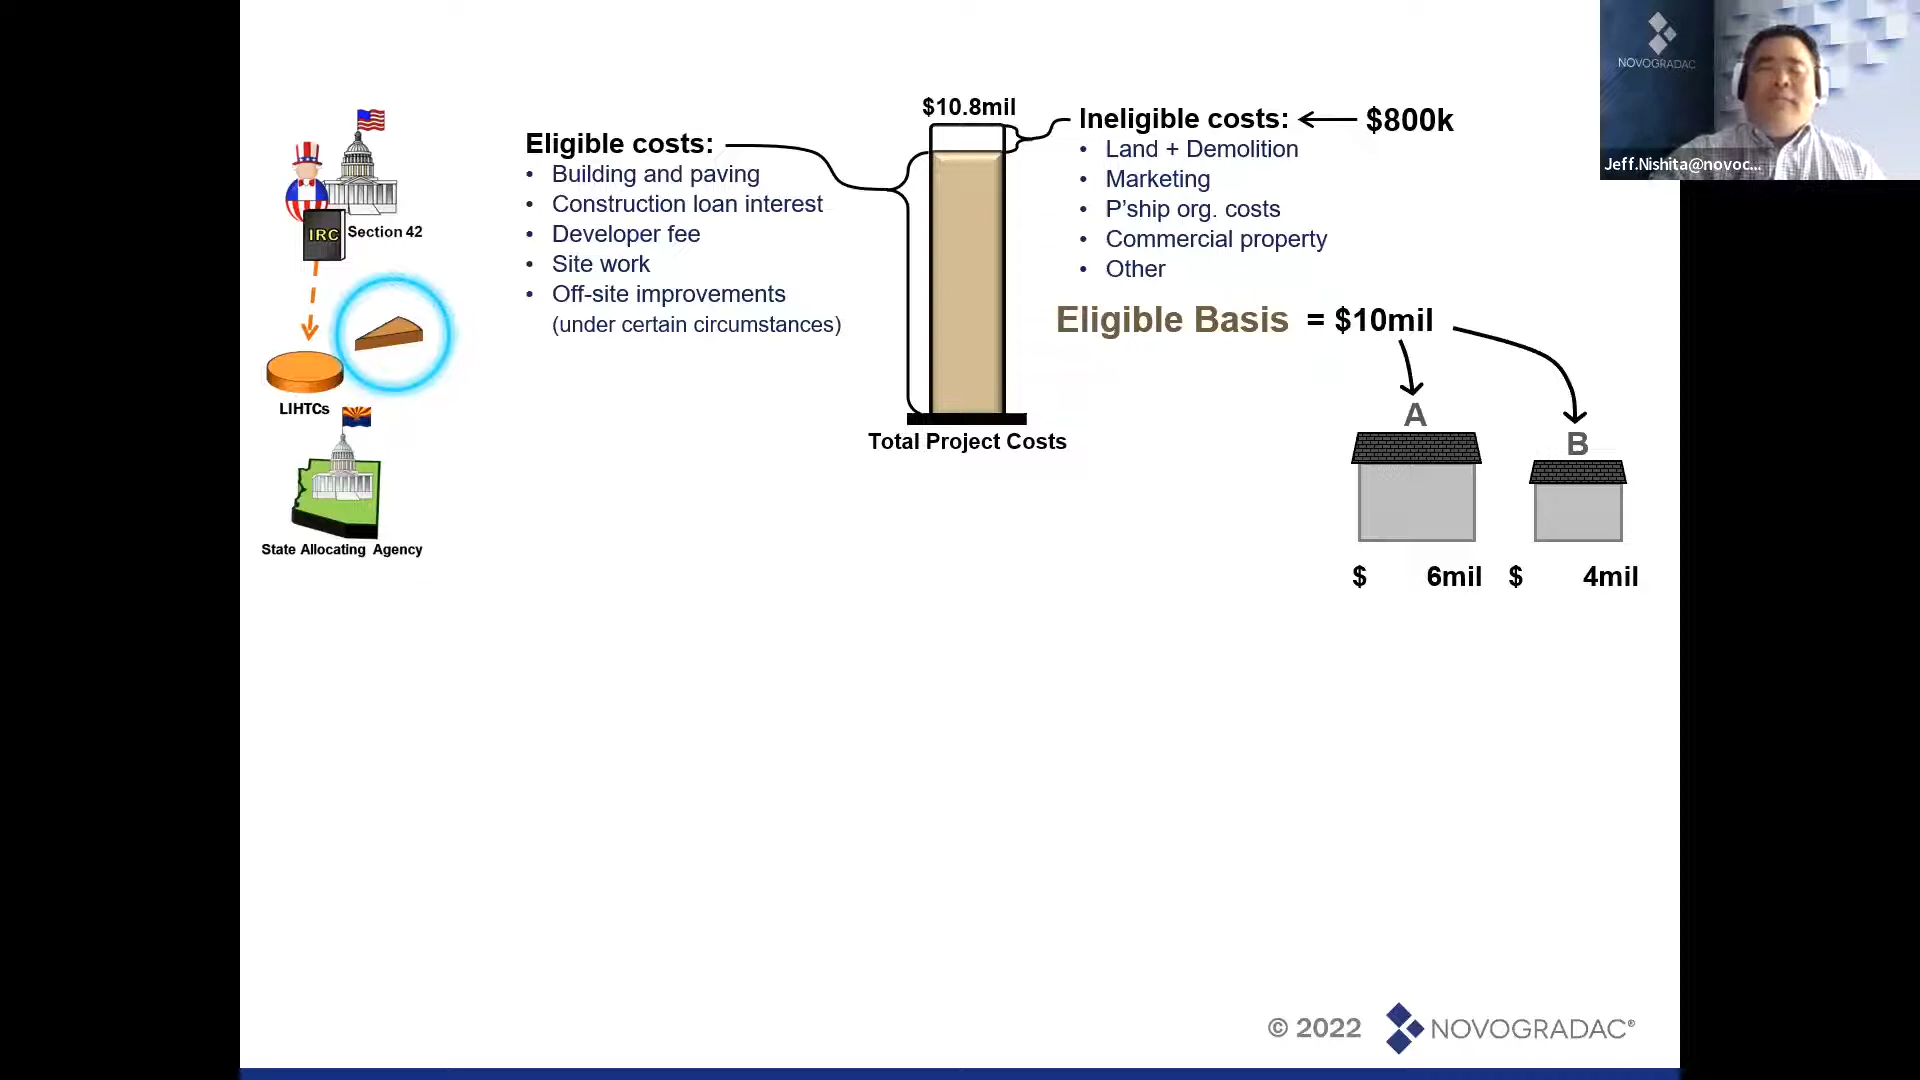 NOVOGRADAC
Jeff.Nishita@novoc...
$10.8mil
Ineligible costs:
$800k
• Land + Demolition
• Marketing
• P'ship org. costs
• Commercial property
• Other
Eligible costs:
• Building and paving
• Construction loan interest
• Developer fee
• Site work
• Off-site improvements
(under certain circumstances)
IRC
Section 42
LIHTCs
State Allocating Agency
Total Project Costs
Eligible Basis = $10mil
A
B
$ 6mil
$ 4mil
© 2022
NOVOGRADAC®